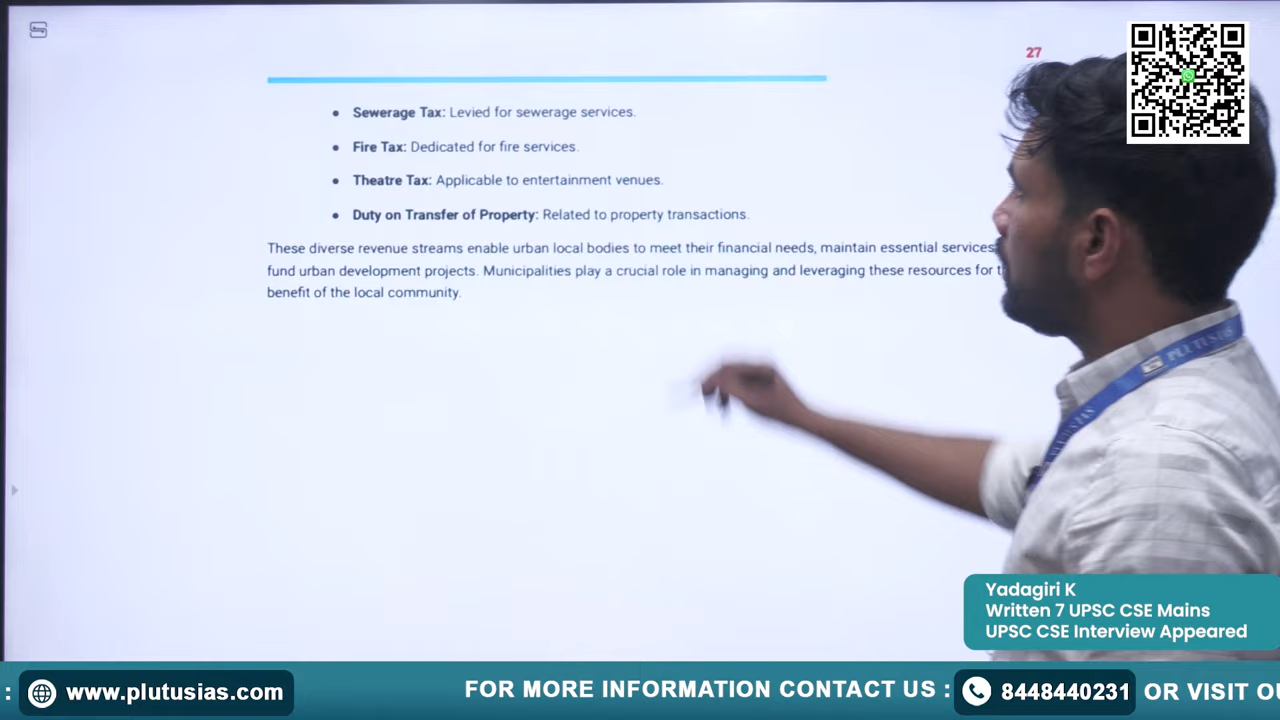 27
• Sewerage Tax: Levied for sewerage services.
• Fire Tax: Dedicated for fire services.
• Theatre Tax: Applicable to entertainment venues.
• Duty on Transfer of Property: Related to property transactions.
These diverse revenue streams enable urban local bodies to meet their financial needs, maintain essential services
fund urban development projects. Municipalities play a crucial role in managing and leveraging these resources for
benefit of the local community.
PLUTUS IAS
Yadagiri K
Written 7 UPSC CSE Mains
UPSC CSE Interview Appeared
: www.plutusias.com FOR MORE INFORMATION CONTACT US : 8448440231 OR VISIT OU